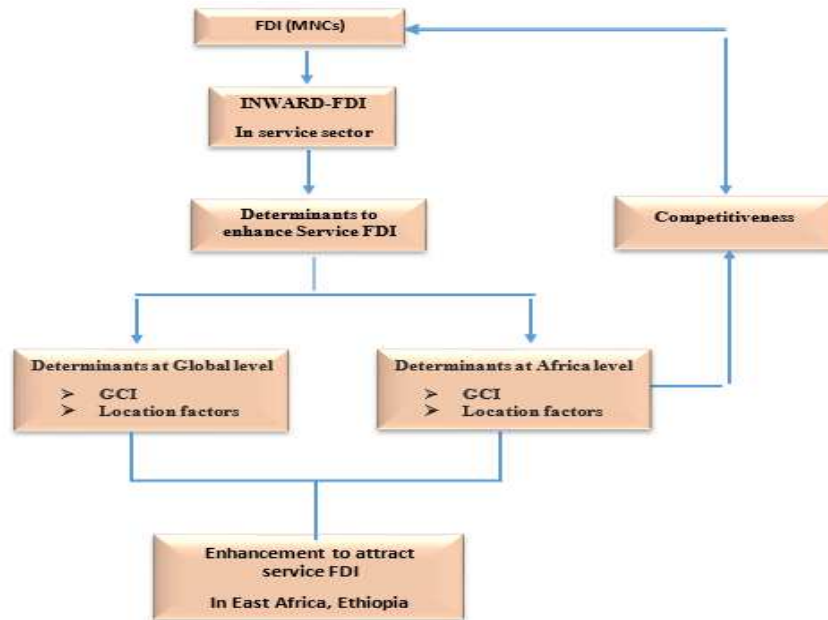 FDI (MNCs)
INWARD-FDI
In service sector
Determinants to
enhance Service FDI
Competitiveness
Determinants at Global level
➢ GCI
➢ Location factors
Determinants at Africa level
➢ GCI
➢ Location factors
Enhancement to attract
service FDI
In East Africa, Ethiopia